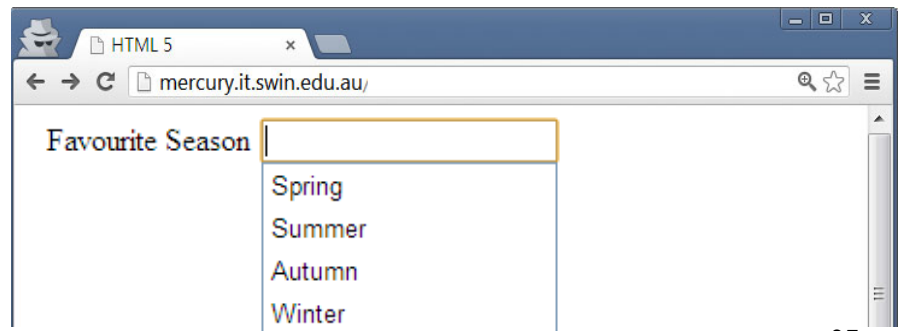 HTML 5
mercury.it.swin.edu.au/
Favourite Season
Spring
Summer
Autumn
Winter